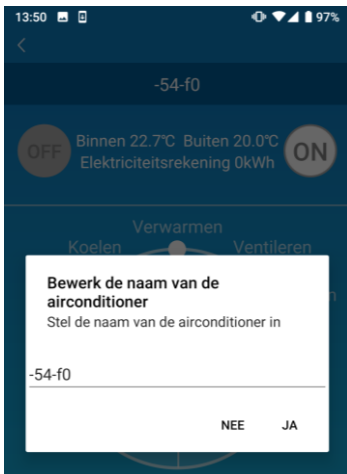 13:50 97%
-54-f0
OFF Binnen 22.7℃ Buiten 20.0℃ ON
Elektriciteitsrekening 0kWh
Verwarmen
Koelen Ventileren
Bewerk de naam van de
airconditioner
Stel de naam van de airconditioner in
-54-f0
NEE JA